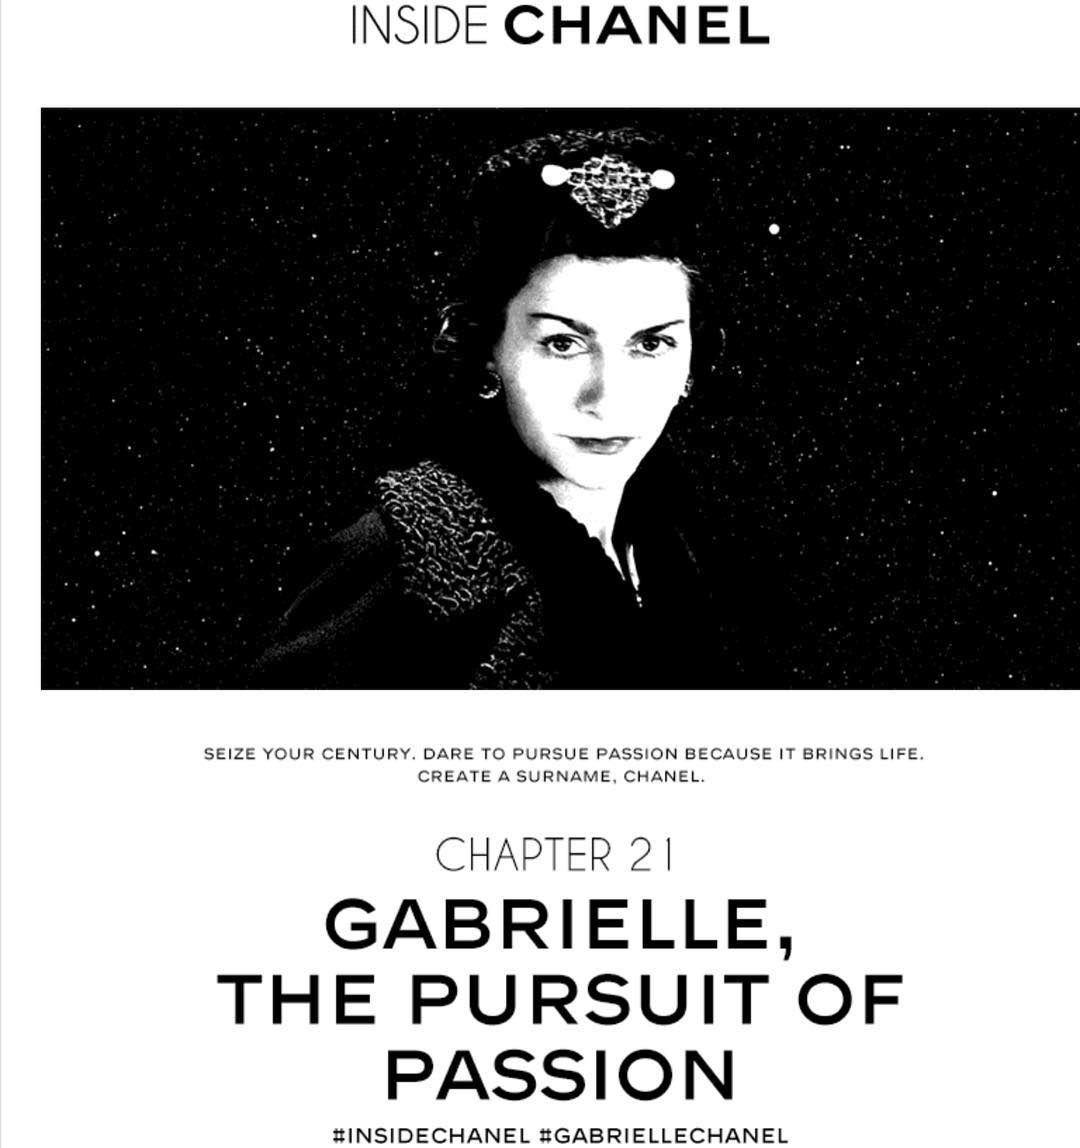 INSIDE CHANEL
SEIZE YOUR CENTURY. DARE TO PURSUE PASSION BECAUSE IT BRINGS LIFE.
CREATE A SURNAME, CHANEL.
CHAPTER 21
GABRIELLE,
THE PURSUIT OF
PASSION
#INSIDECHANEL #GABRIELLECHANEL